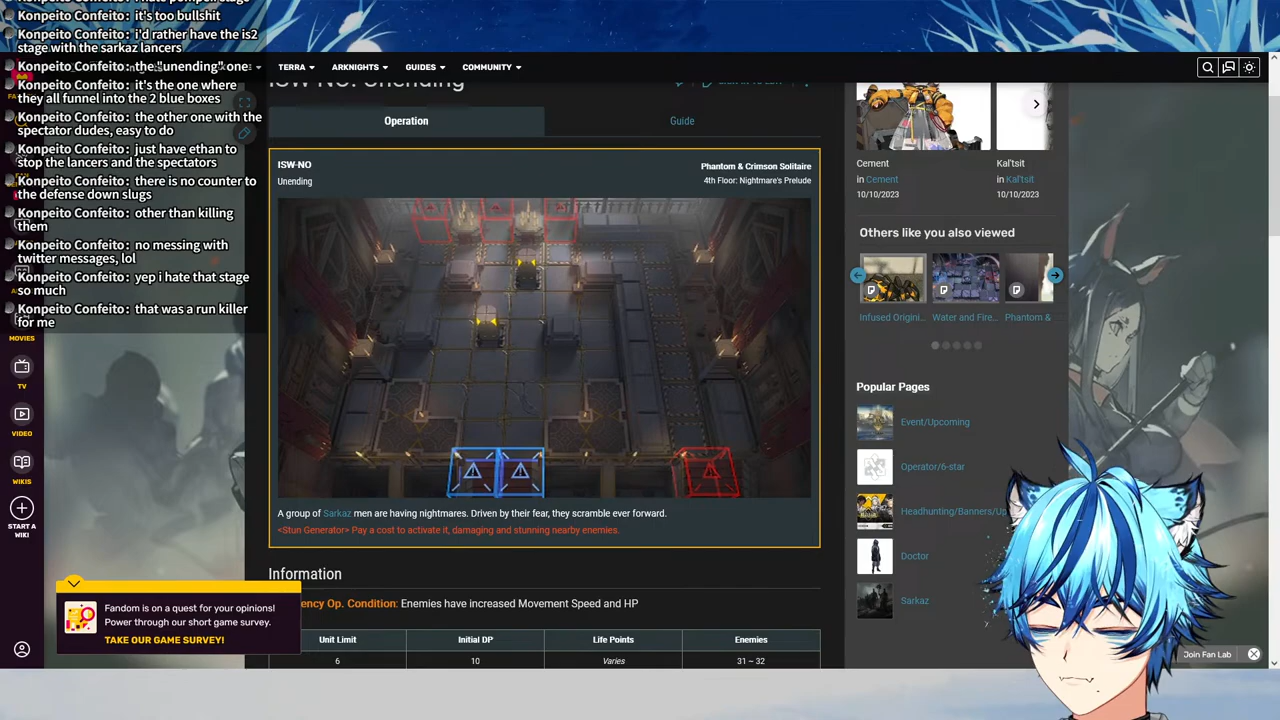 Konpeito Confeito: it's too bullshit
Konpeito Confeito: i'd rather have the is2
stage with the sarkaz lancers
Konpeito Confeito: the "unending" one
Konpeito Confeito: it's the one where
they all funnel into the 2 blue boxes
Konpeito Confeito: the other one with the
spectator dudes, easy to do
Konpeito Confeito: just have ethan to
stop the lancers and the spectators
Konpeito Confeito: there is no counter to
the defense down slugs
Konpeito Confeito: other than killing
them
Konpeito Confeito: no messing with
twitter messages, lol
Konpeito Confeito: yep i hate that stage
so much
Konpeito Confeito: that was a run killer
for me
TERRA
ARKNIGHTS
GUIDES
COMMUNITY
ISW-NO: Unending
Operation
Guide
ISW-NO
Unending
Phantom & Crimson Solitaire
4th Floor: Nightmare's Prelude
A group of Sarkaz men are having nightmares. Driven by their fear, they scramble ever forward.
<Stun Generator> Pay a cost to activate it, damaging and stunning nearby enemies.
Information
ency Op. Condition: Enemies have increased Movement Speed and HP
Unit Limit
Initial DP
Life Points
Enemies
6
10
Varies
31 ~ 32
Cement
in Cement
10/10/2023
Kal'tsit
in Kal'tsit
10/10/2023
Others like you also viewed
Infused Origini...
Water and Fire...
Phantom &
Popular Pages
Event/Upcoming
Operator/6-star
Headhunting/Banners/Up
Doctor
Sarkaz
MOVIES
TV
VIDEO
WIKIS
START A
WIKI
Fandom is on a quest for your opinions!
Power through our short game survey.
TAKE OUR GAME SURVEY!
Join Fan Lab